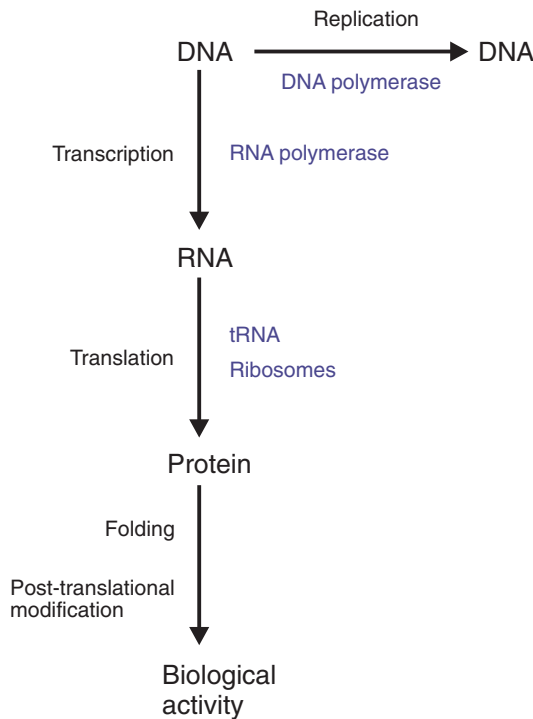 Replication
DNA
DNA
DNA polymerase
Transcription
RNA polymerase
RNA
tRNA
Translation
Ribosomes
Protein
Folding
Post-translational
modification
Biological
activity